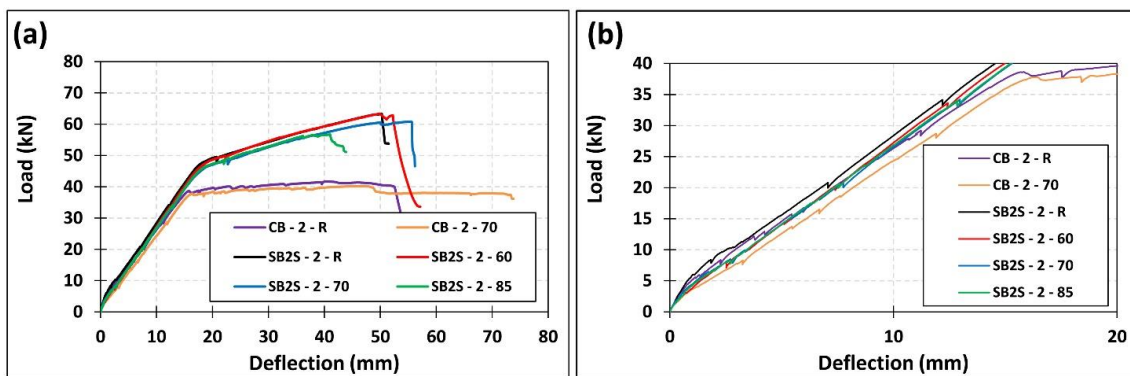 (a)
80
70
60
50
40
30
20
10
0
Load (kN)
CB - 2 - R
CB - 2 - 70
SB2S - 2 - R
SB2S - 2 - 60
SB2S - 2 - 70
SB2S - 2 - 85
0 10 20 30 40 50 60 70 80
Deflection (mm)
(b)
40
35
30
25
20
15
10
5
0
Load (kN)
CB - 2 - R
CB - 2 - 70
SB2S - 2 - R
SB2S - 2 - 60
SB2S - 2 - 70
SB2S - 2 - 85
0 10 20
Deflection (mm)